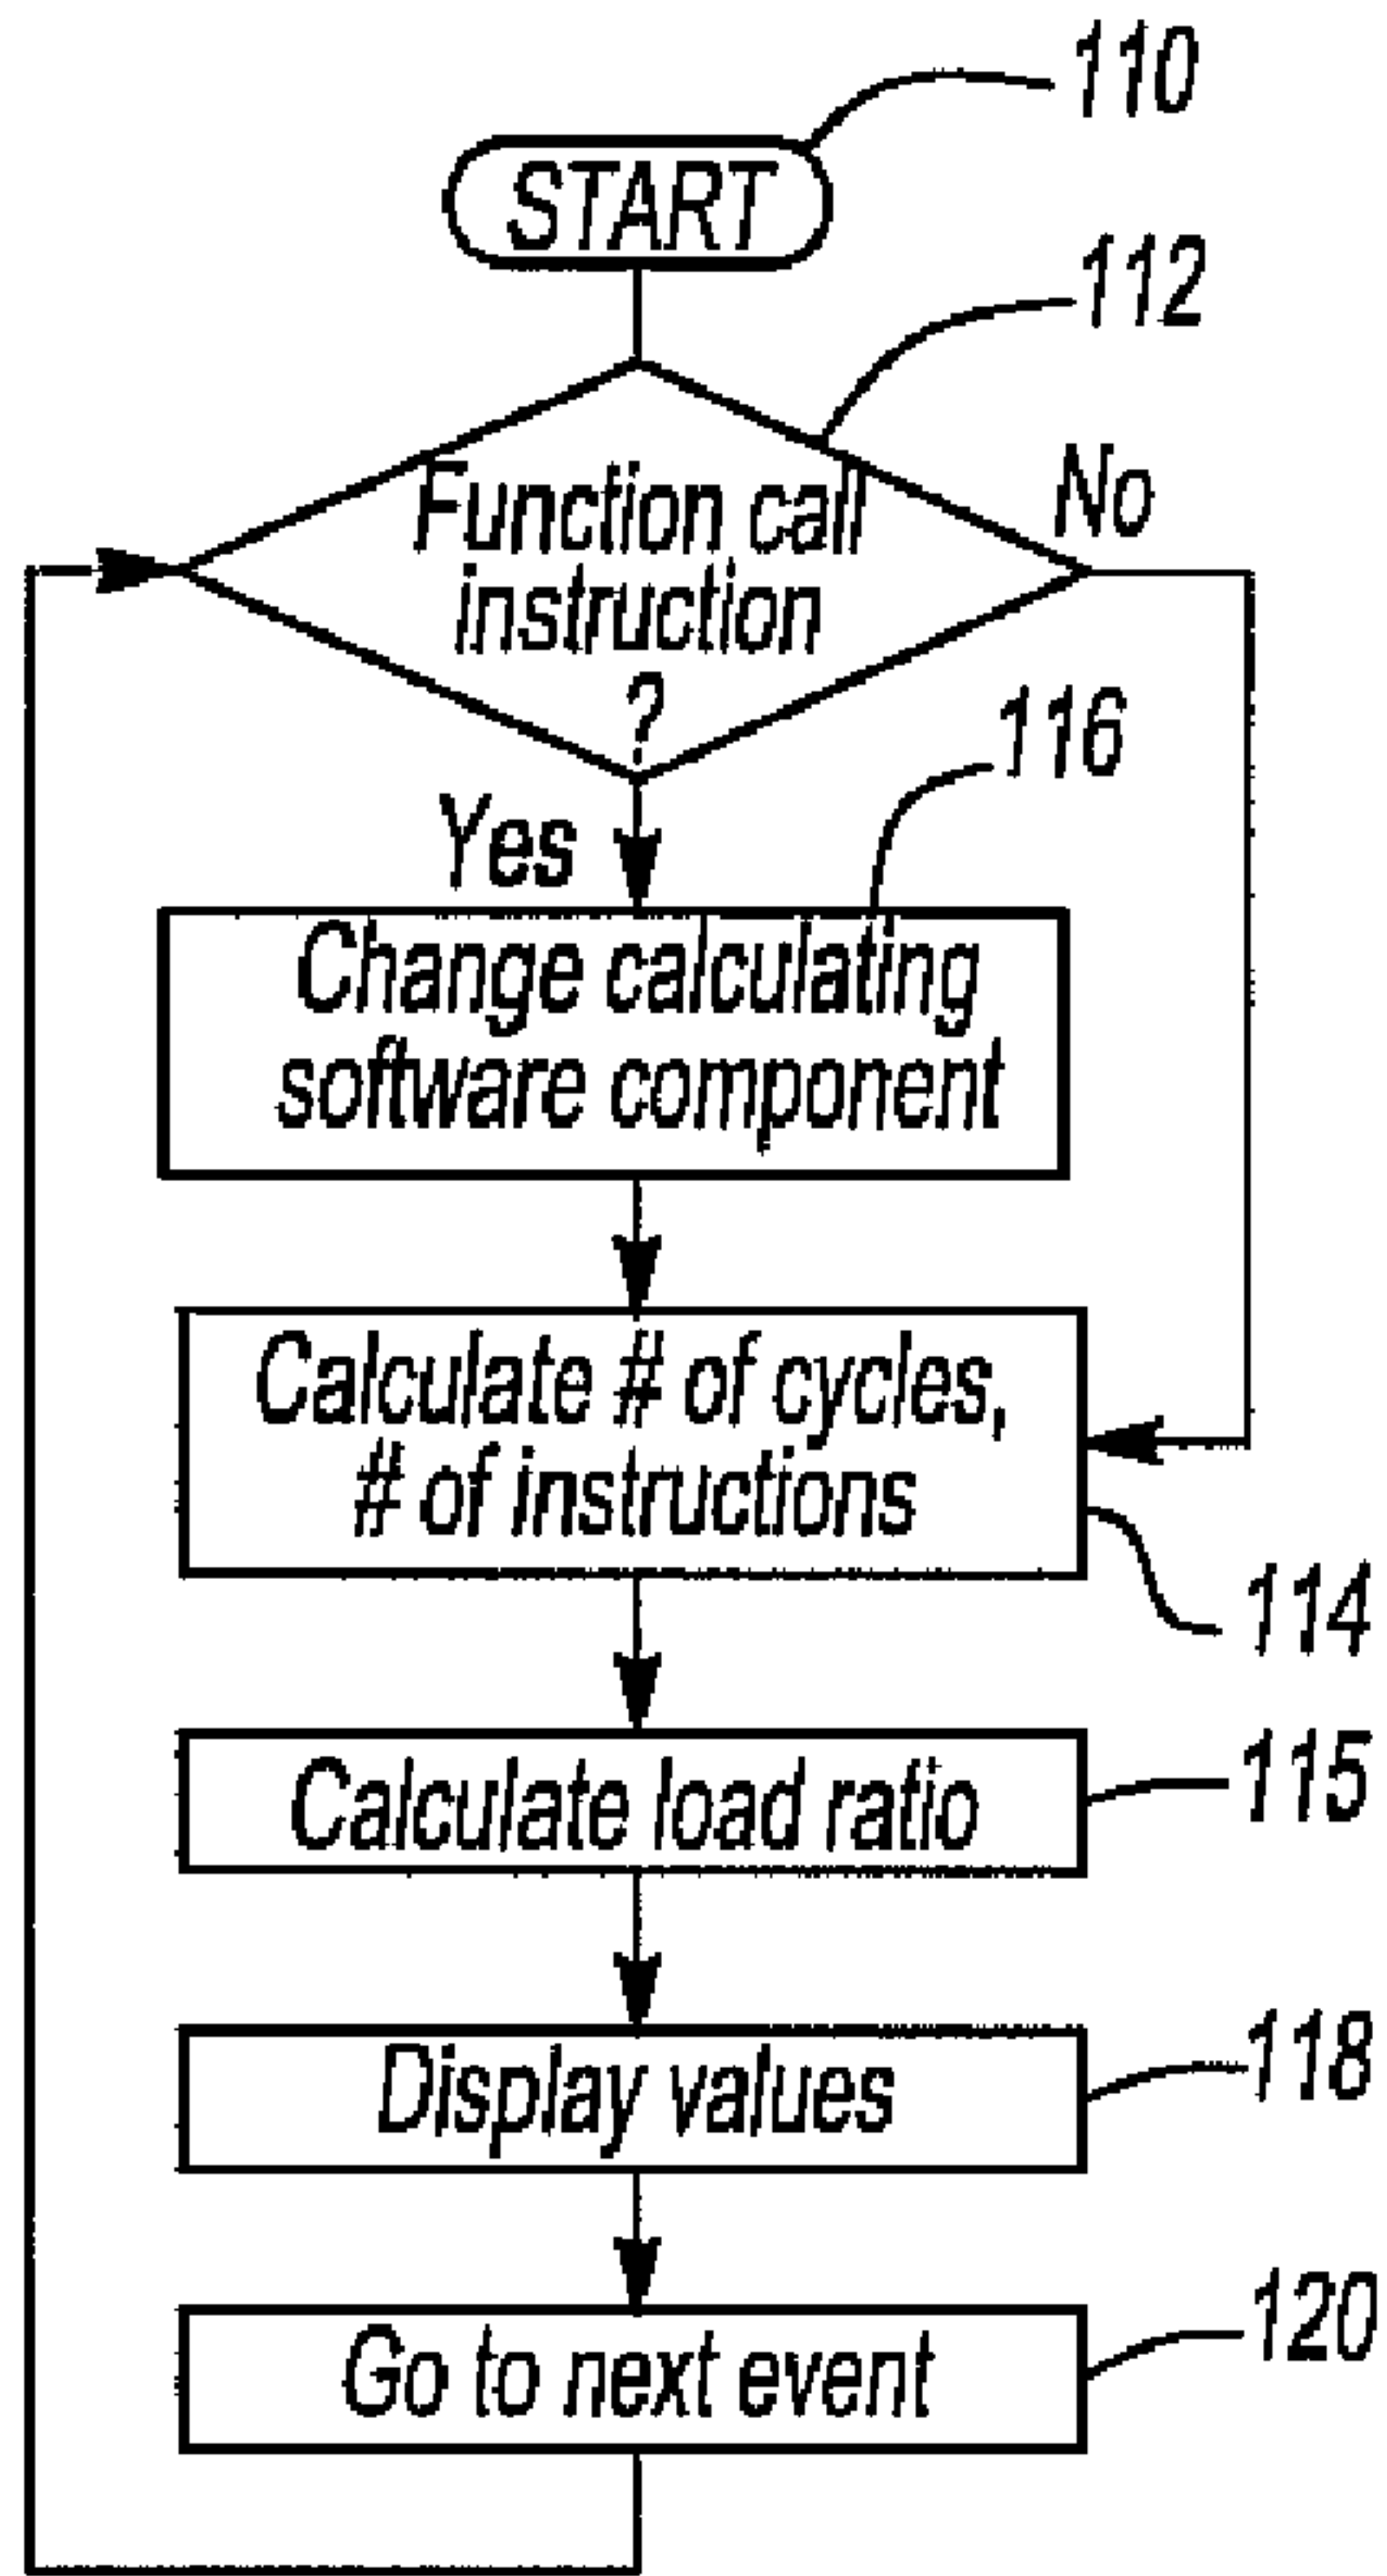 110
START
112
Function call
instruction
?
No
Yes
116
Change calculating
software component
Calculate # of cycles,
# of instructions
114
Calculate load ratio
115
Display values
118
Go to next event
120